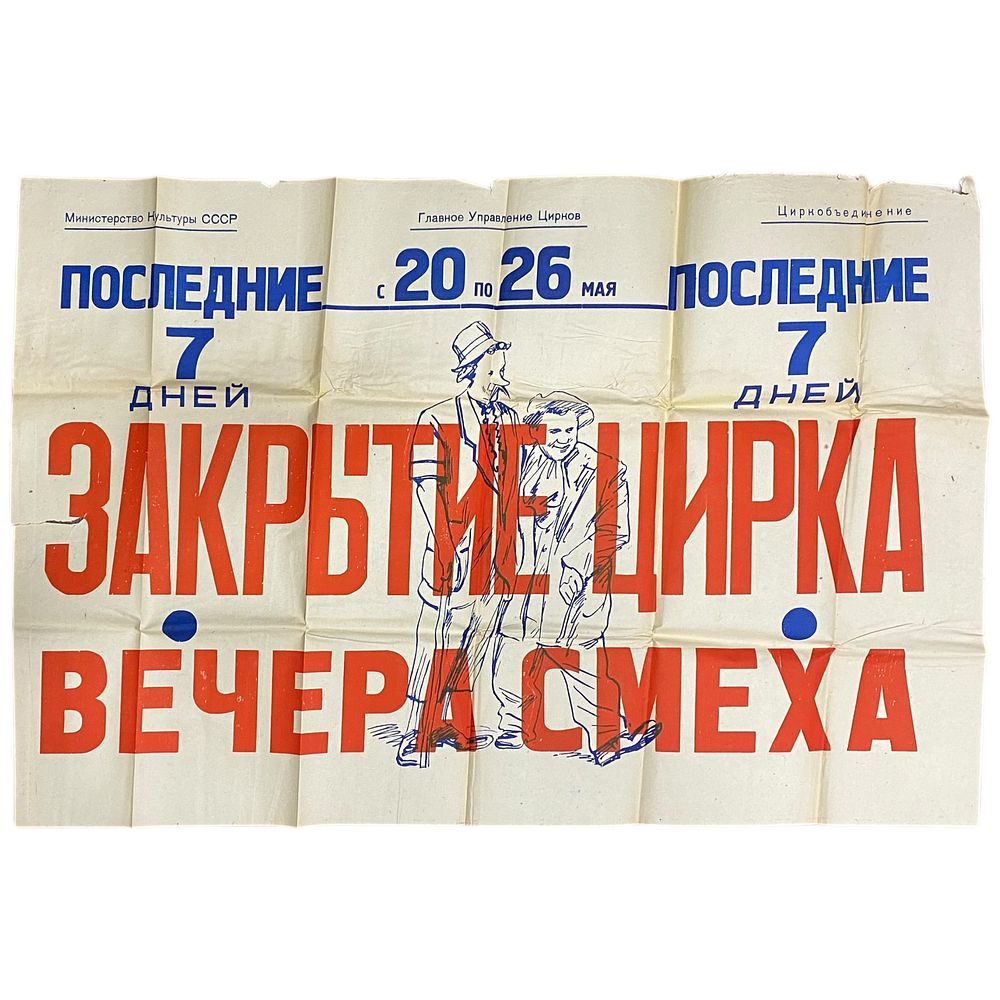 Министерство Культуры СССР
Главное Управление Цирков
Циркобъединение
ПОСЛЕДНИЕ
7
ДНЕЙ
С 20 ПО 26 МАЯ
ПОСЛЕДНИЕ
7
ДНЕЙ
ЗАКРЫТИЕ ЦИРКА
ВЕЧЕРА СМЕХА